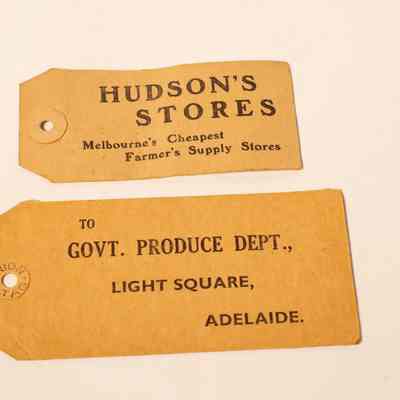 HUDSON'S
STORES
Melbourne's Cheapest
Farmer's Supply Stores
TO
GOVT. PRODUCE DEPT.,
LIGHT SQUARE,
ADELAIDE.